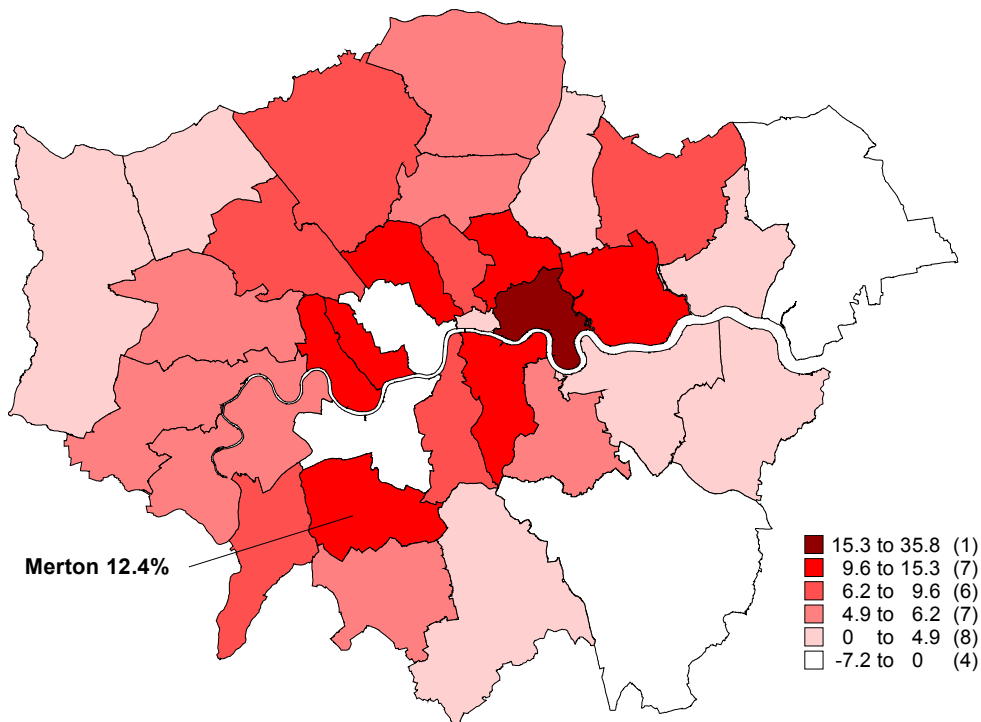 Merton 12.4%
15.3 to 35.8 (1)
9.6 to 15.3 (7)
6.2 to 9.6 (6)
4.9 to 6.2 (7)
0 to 4.9 (8)
-7.2 to 0 (4)